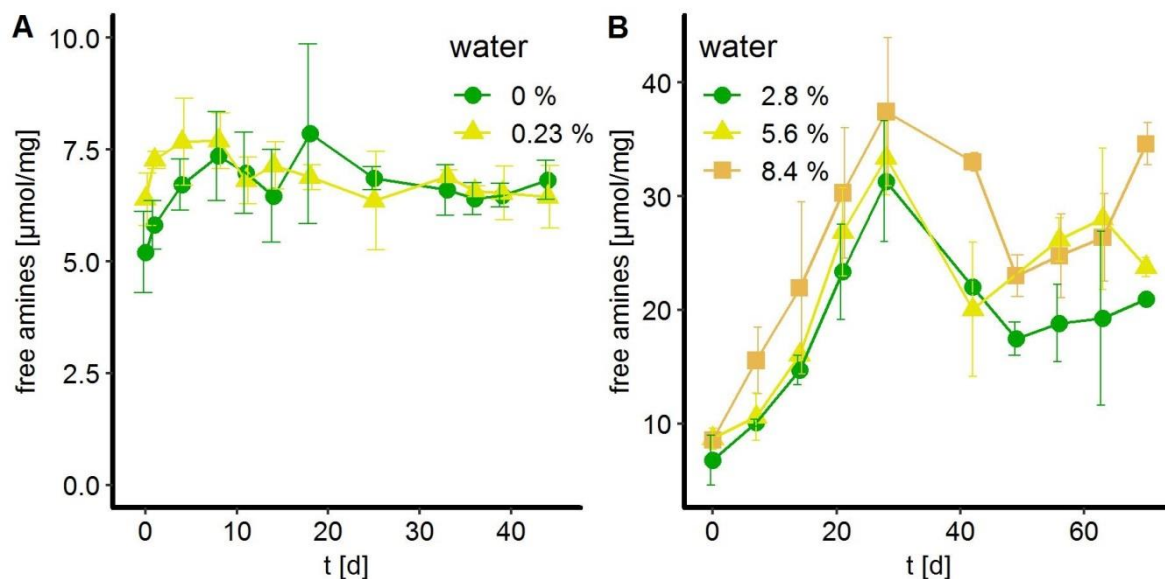 A
free amines [µmol/mg]
10.0
7.5
5.0
2.5
0.0
water
0 %
0.23 %
0 10 20 30 40
t [d]
B
free amines [µmol/mg]
40
30
20
10
water
2.8 %
5.6 %
8.4 %
0 20 40 60
t [d]